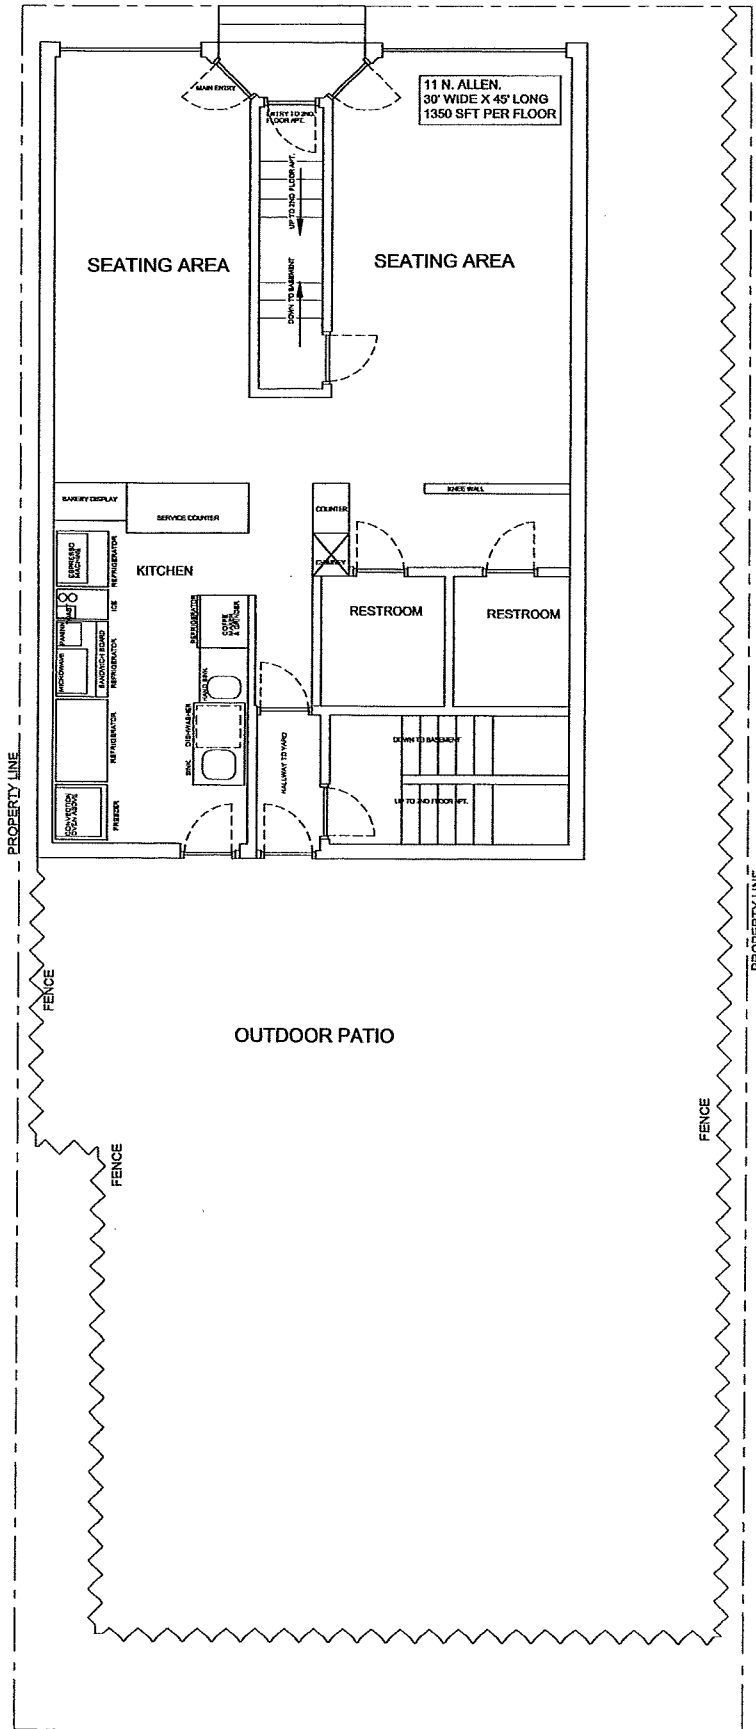 MAIN ENTRY
11 N. ALLEN.
30' WIDE X 45' LONG
1350 SFT PER FLOOR
ENTRY TO 2ND.
FLOOR APT.
UP TO 2ND FLOOR APT.
SEATING AREA
SEATING AREA
DOWN TO BASEMENT
BAKERY DISPLAY
SERVICE COUNTER
COUNTER
KNEE WALL
ESPRESSO
MACHINE
REFRIGERATOR
KITCHEN
CHIMNEY
ICE
REFRIGERATOR
COFFE
MAKER
& GRINDER
RESTROOM
RESTROOM
PANINI
MICROWAVE
SANDWICH BOARD
REFRIGERATOR
HAND SINK
REFRIGERATOR
SINK
DISHWASHER
HALLWAY TO YARD
DOWN TO BASEMENT
UP TO 2ND FLOOR APT.
CONVECTION
OVEN ABOVE
FREEZER
PROPERTY LINE
PROPERTY LINE
FENCE
OUTDOOR PATIO
FENCE
FENCE